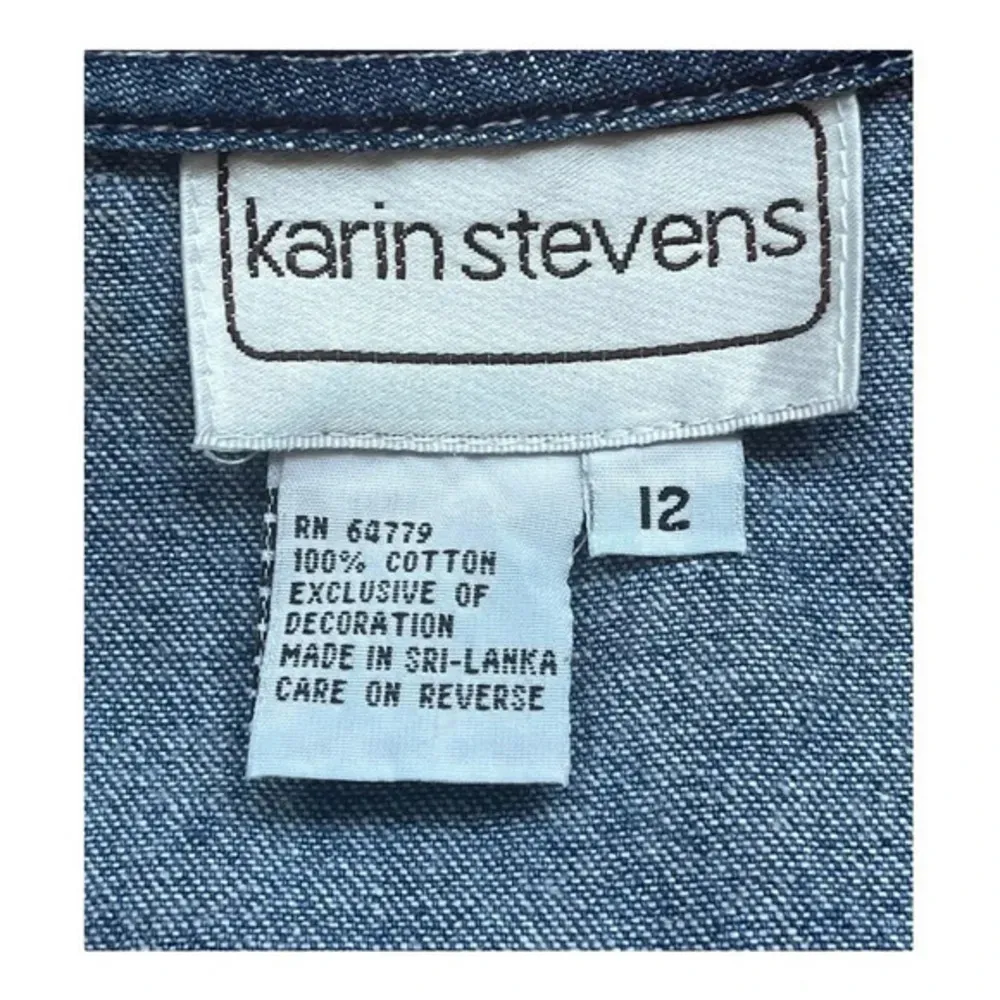 karin stevens
12
RN 64779
100% COTTON
EXCLUSIVE OF
DECORATION
MADE IN SRI-LANKA
CARE ON REVERSE